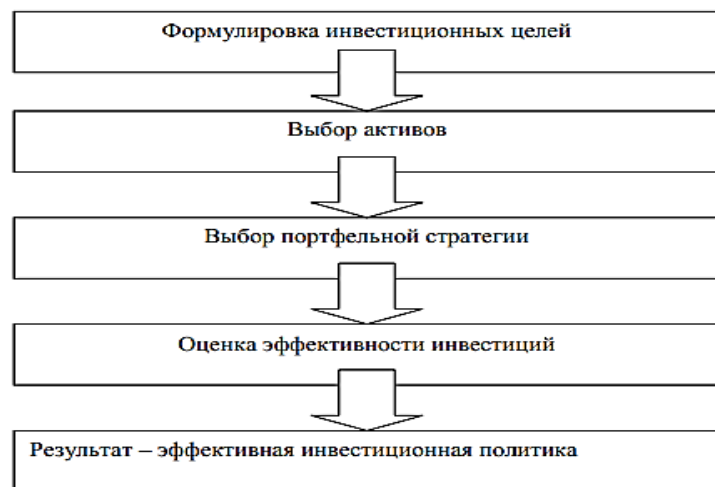 Формулировка инвестиционных целей
Выбор активов
Выбор портфельной стратегии
Оценка эффективности инвестиций
Результат – эффективная инвестиционная политика